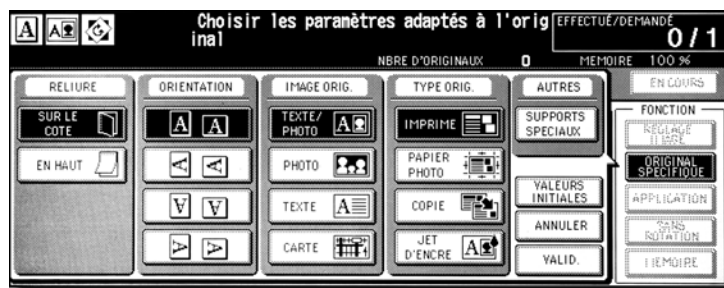 Choisir les paramètres adaptés à l'orig
inal
EFFECTUÉ/DEMANDÉ
0/1
NBRE D'ORIGINAUX 0 MEMOIRE 100 %
RELIURE
SUR LE
COTE
EN HAUT
ORIENTATION
IMAGE ORIG.
TEXTE/
PHOTO
PHOTO
TEXTE
CARTE
TYPE ORIG.
IMPRIME
PAPIER
PHOTO
COPIE
JET
D'ENCRE
AUTRES
SUPPORTS
SPECIAUX
VALEURS
INITIALES
ANNULER
VALID.
EN COURS
FONCTION
REGLAGE
IMAGE
ORIGINAL
SPECIFIQUE
APPLICATION
SANS
ROTATION
MEMOIRE